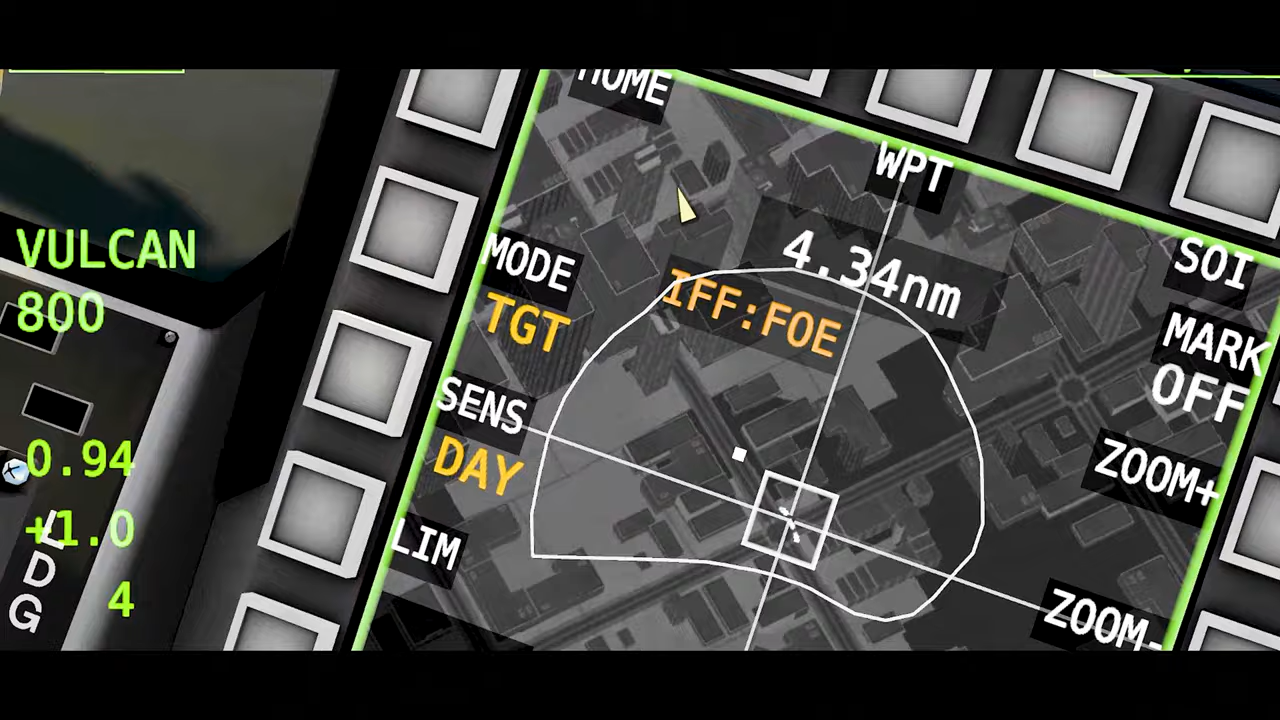 VULCAN
800
0.94
+1.0
4
LDG
HOME
WPT
SOI
MODE
TGT
4.34nm
IFF:FOE
MARK
OFF
SENS
DAY
ZOOM+
LIM
ZOOM-